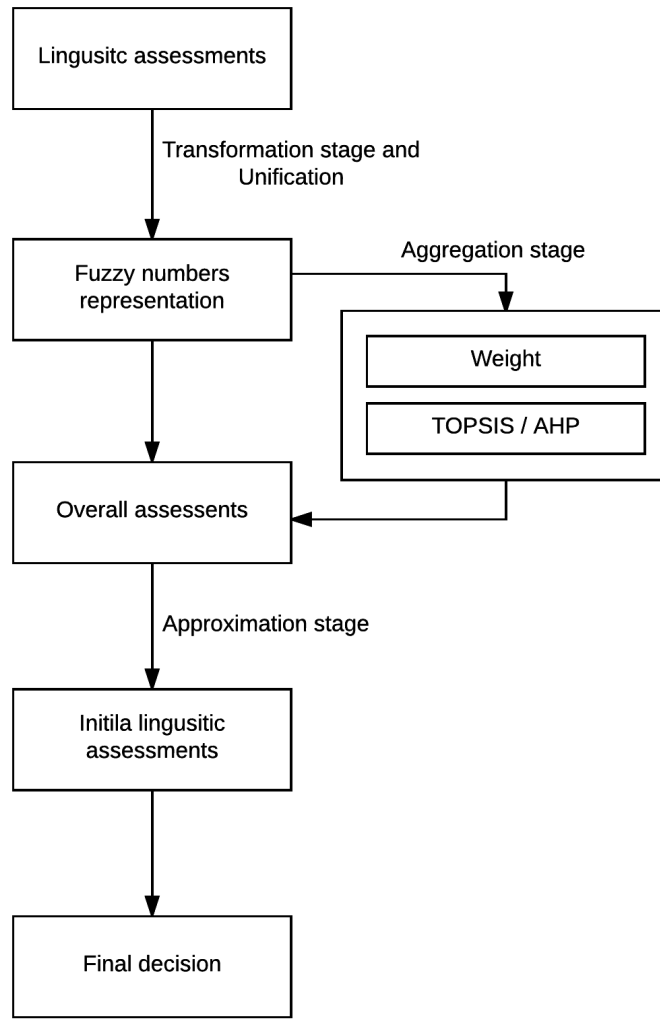 Lingusitc assessments
Transformation stage and
Unification
Aggregation stage
Fuzzy numbers
representation
Weight
TOPSIS / AHP
Overall assessents
Approximation stage
Initila lingusitic
assessments
Final decision